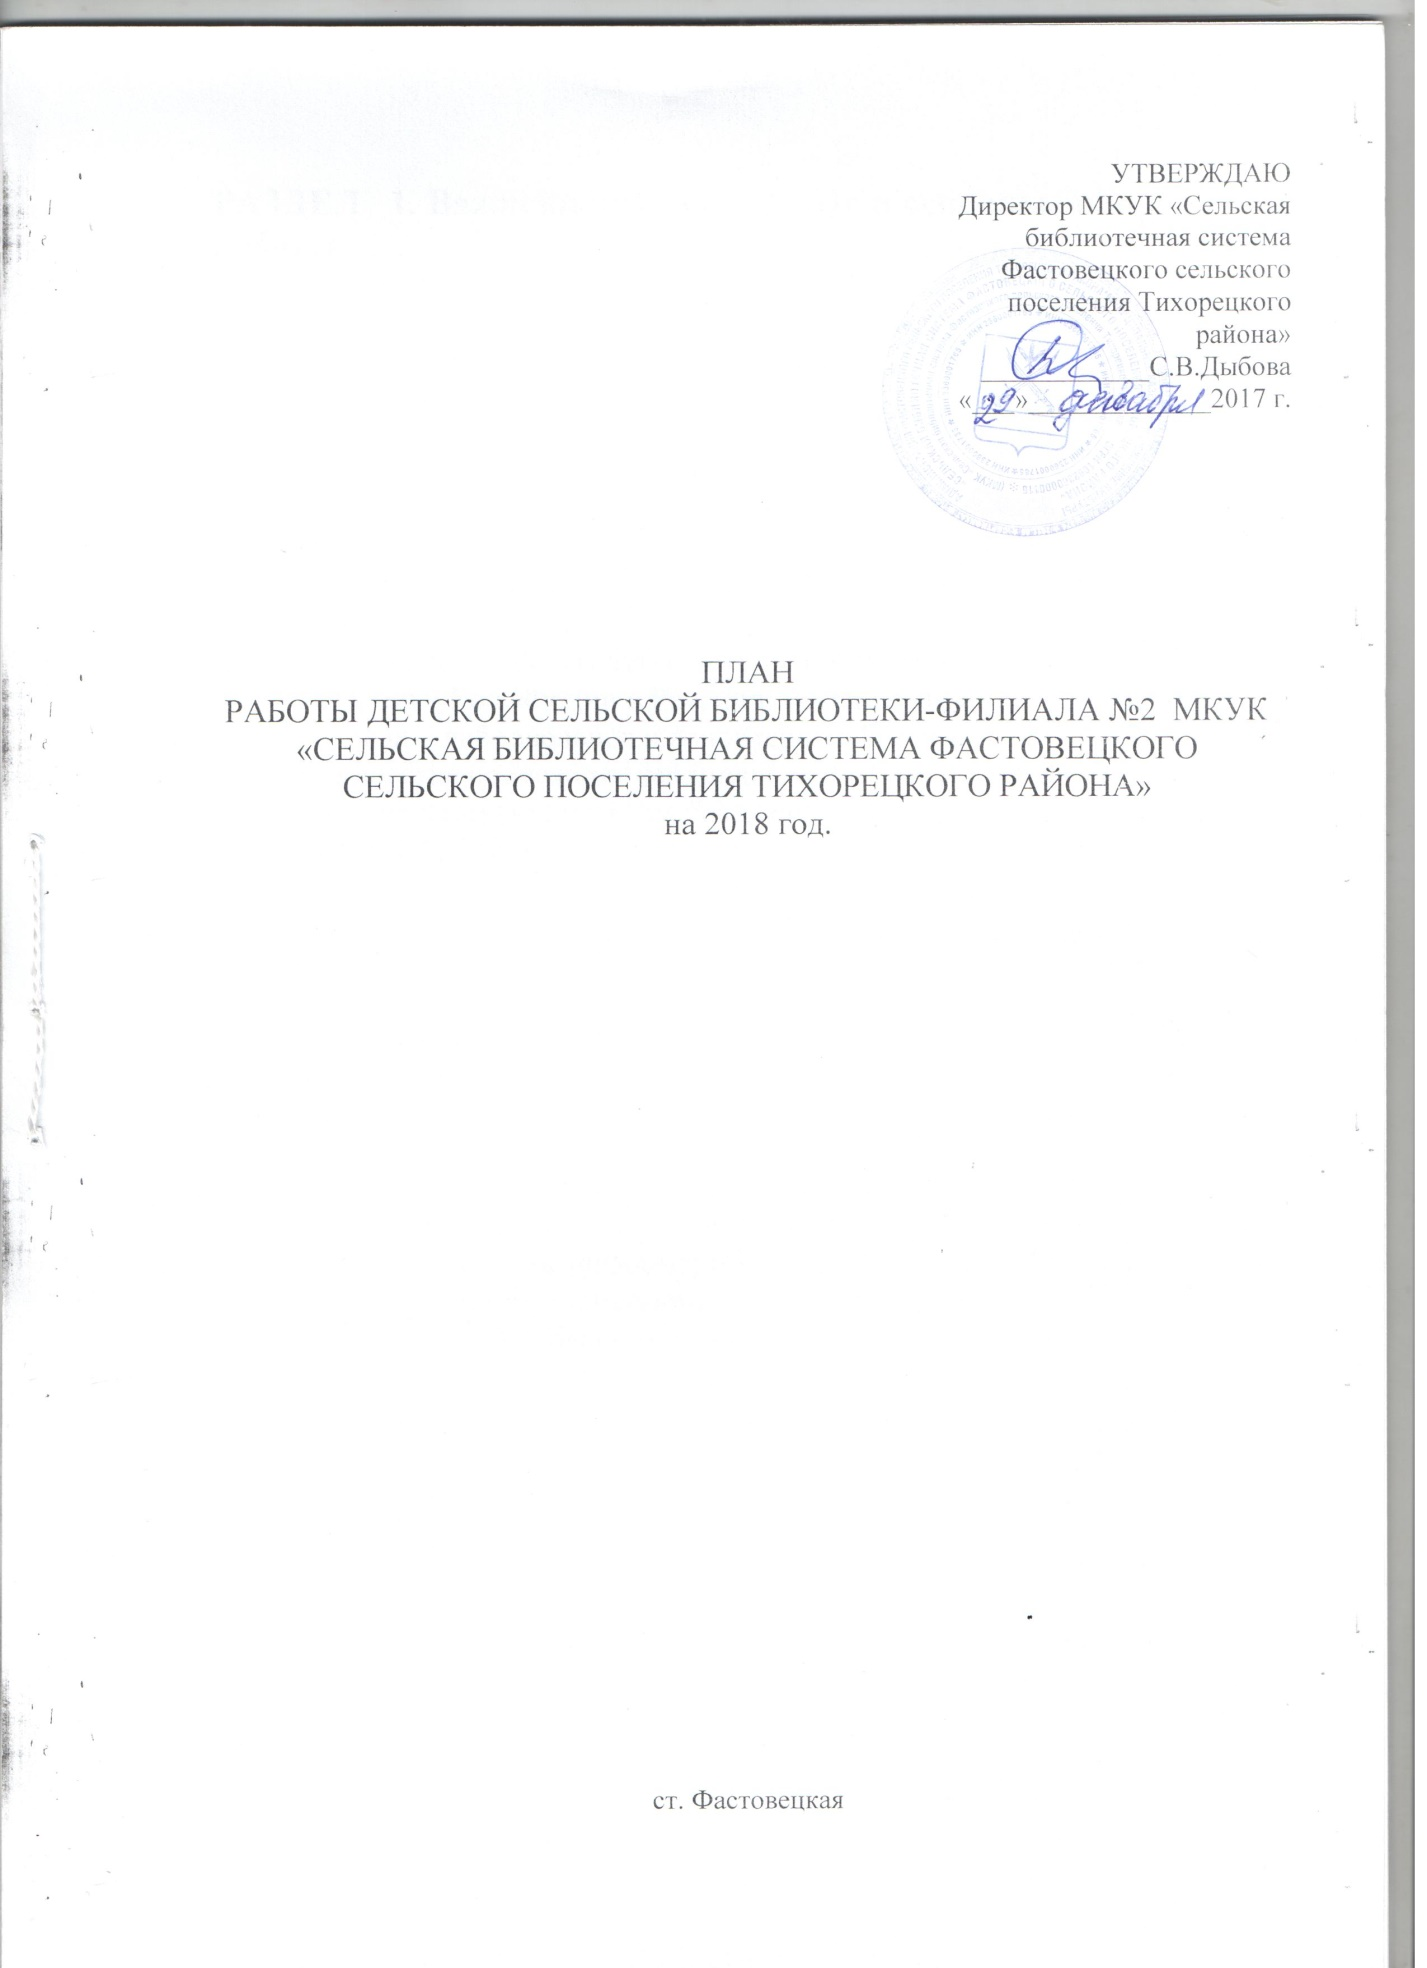 УТВЕРЖДАЮ
Директор МКУК «Сельская
библиотечная система
Фастовецкого сельского
поселения Тихорецкого
района»
____________С.В.Дыбова
«29» декабря 2017 г.
ПЛАН
РАБОТЫ ДЕТСКОЙ СЕЛЬСКОЙ БИБЛИОТЕКИ-ФИЛИАЛА №2 МКУК
«СЕЛЬСКАЯ БИБЛИОТЕЧНАЯ СИСТЕМА ФАСТОВЕЦКОГО
СЕЛЬСКОГО ПОСЕЛЕНИЯ ТИХОРЕЦКОГО РАЙОНА»
на 2018 год.
ст. Фастовецкая